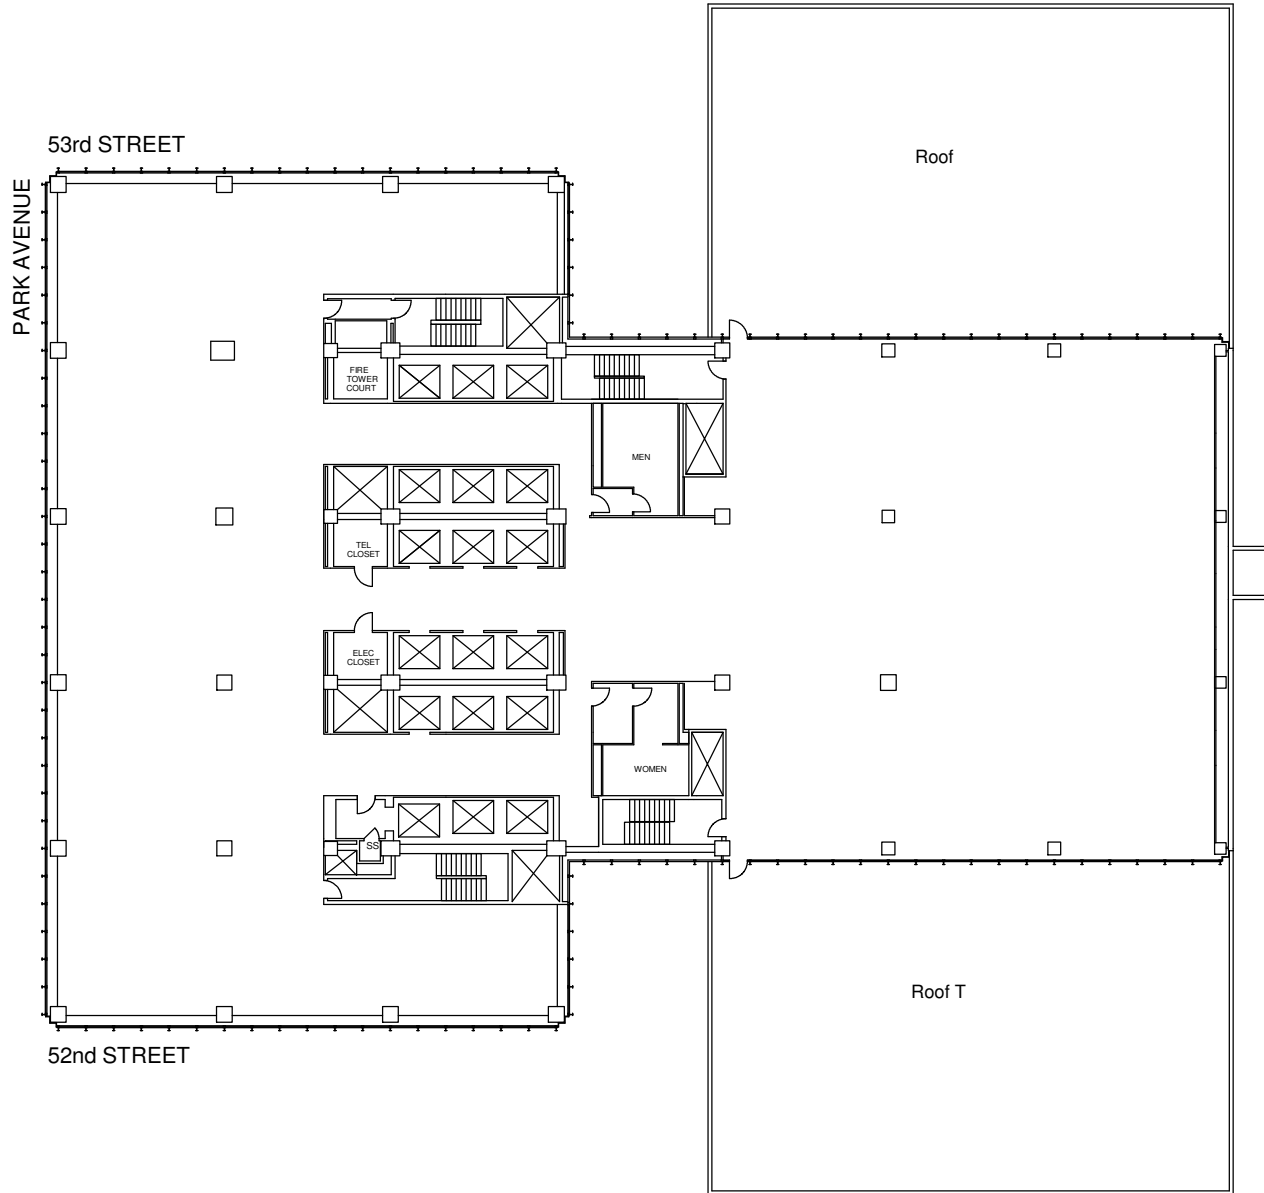 53rd STREET
Roof
PARK AVENUE
FIRE
TOWER
COURT
MEN
TEL
CLOSET
ELEC
CLOSET
WOMEN
SS
Roof T
52nd STREET